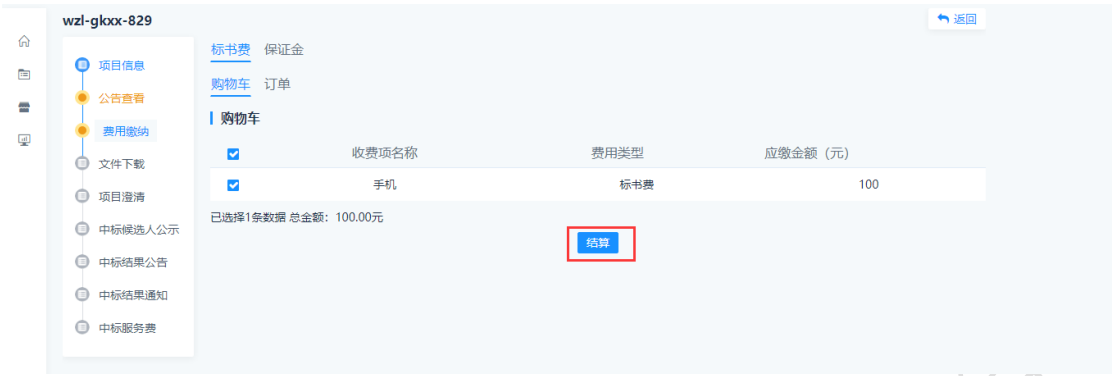 wzl-gkxx-829
返回
项目信息
公告查看
费用缴纳
文件下载
项目澄清
中标候选人公示
中标结果公告
中标结果通知
中标服务费
标书费 保证金
购物车 订单
购物车
收费项名称 费用类型 应缴金额（元）
手机 标书费 100
已选择1条数据 总金额：100.00元
结算